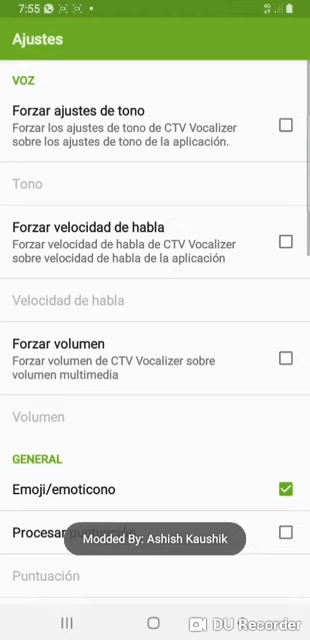 7:55
Ajustes
VOZ
Forzar ajustes de tono
Forzar los ajustes de tono de CTV Vocalizer
sobre los ajustes de tono de la aplicación.
Tono
Forzar velocidad de habla
Forzar velocidad de habla de CTV Vocalizer
sobre velocidad de habla de la aplicación
Velocidad de habla
Forzar volumen
Forzar volumen de CTV Vocalizer sobre
volumen multimedia
Volumen
GENERAL
Emoji/emoticono
Procesar puntuación
Modded By: Ashish Kaushik
Puntuación
DU Recorder